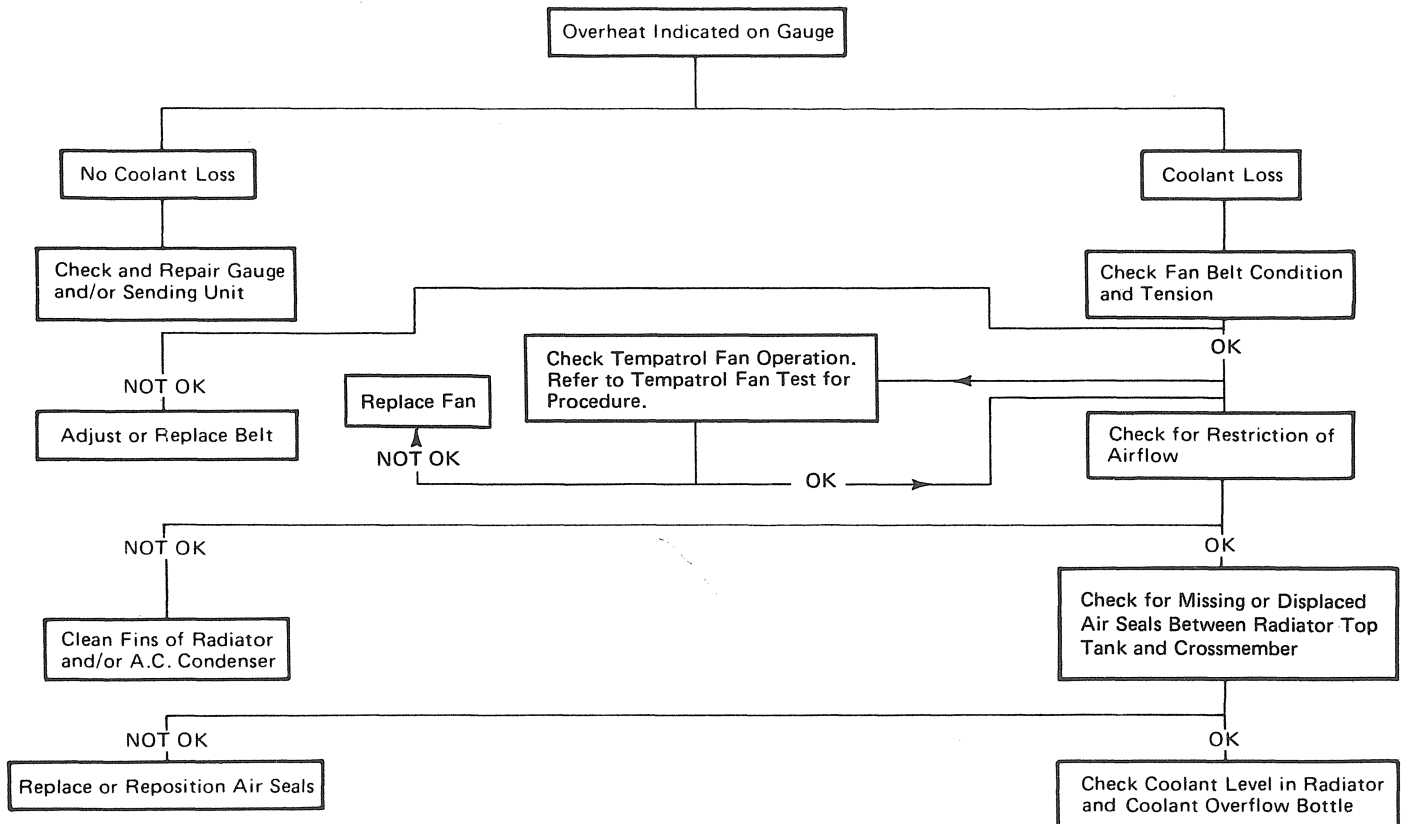 Overheat Indicated on Gauge
No Coolant Loss
Coolant Loss
Check and Repair Gauge
and/or Sending Unit
Check Fan Belt Condition
and Tension
OK
NOT OK
Adjust or Replace Belt
Replace Fan
NOT OK
Check Tempatrol Fan Operation.
Refer to Tempatrol Fan Test for
Procedure.
OK
Check for Restriction of
Airflow
NOT OK
OK
Clean Fins of Radiator
and/or A.C. Condenser
Check for Missing or Displaced
Air Seals Between Radiator Top
Tank and Crossmember
NOT OK
OK
Replace or Reposition Air Seals
Check Coolant Level in Radiator
and Coolant Overflow Bottle